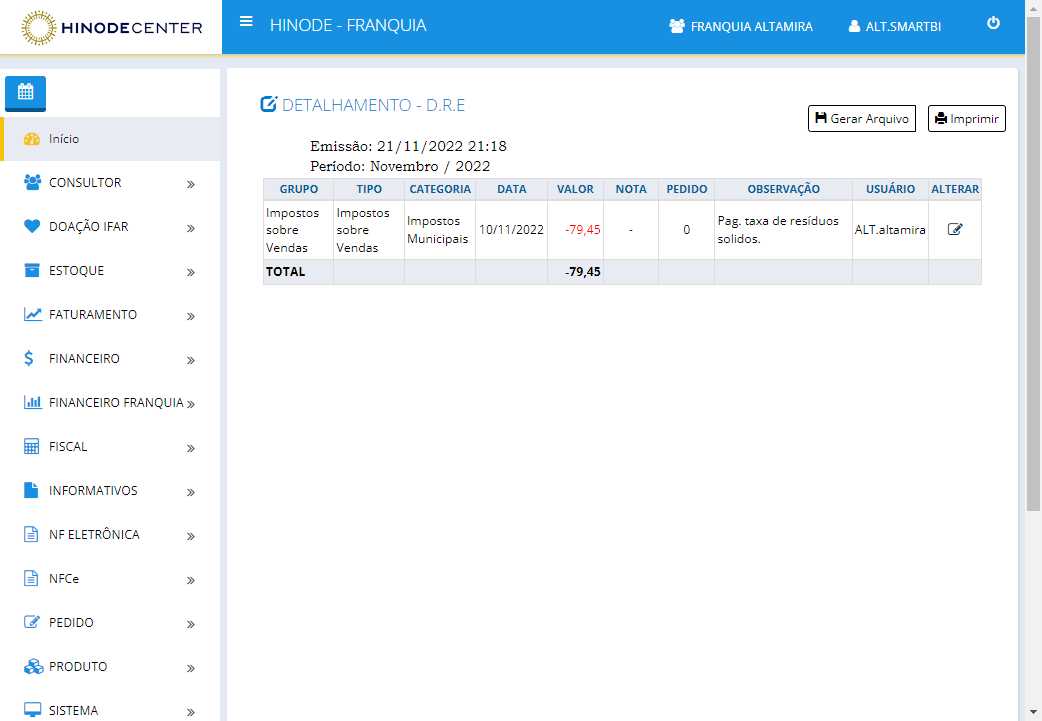 HINODECENTER
HINODE - FRANQUIA
FRANQUIA ALTAMIRA
ALT.SMARTBI
Início
CONSULTOR
DOAÇÃO IFAR
ESTOQUE
FATURAMENTO
FINANCEIRO
FINANCEIRO FRANQUIA
FISCAL
INFORMATIVOS
NF ELETRÔNICA
NFCe
PEDIDO
PRODUTO
SISTEMA
DETALHAMENTO - D.R.E
Gerar Arquivo
Imprimir
Emissão: 21/11/2022 21:18
Período: Novembro / 2022
GRUPO TIPO CATEGORIA DATA VALOR NOTA PEDIDO OBSERVAÇÃO USUÁRIO ALTERAR
Impostos
sobre
Vendas
Impostos
sobre
Vendas
Impostos
Municipais
10/11/2022
-79,45
-
0
Pag. taxa de resíduos
solidos.
ALT.altamira
TOTAL -79,45